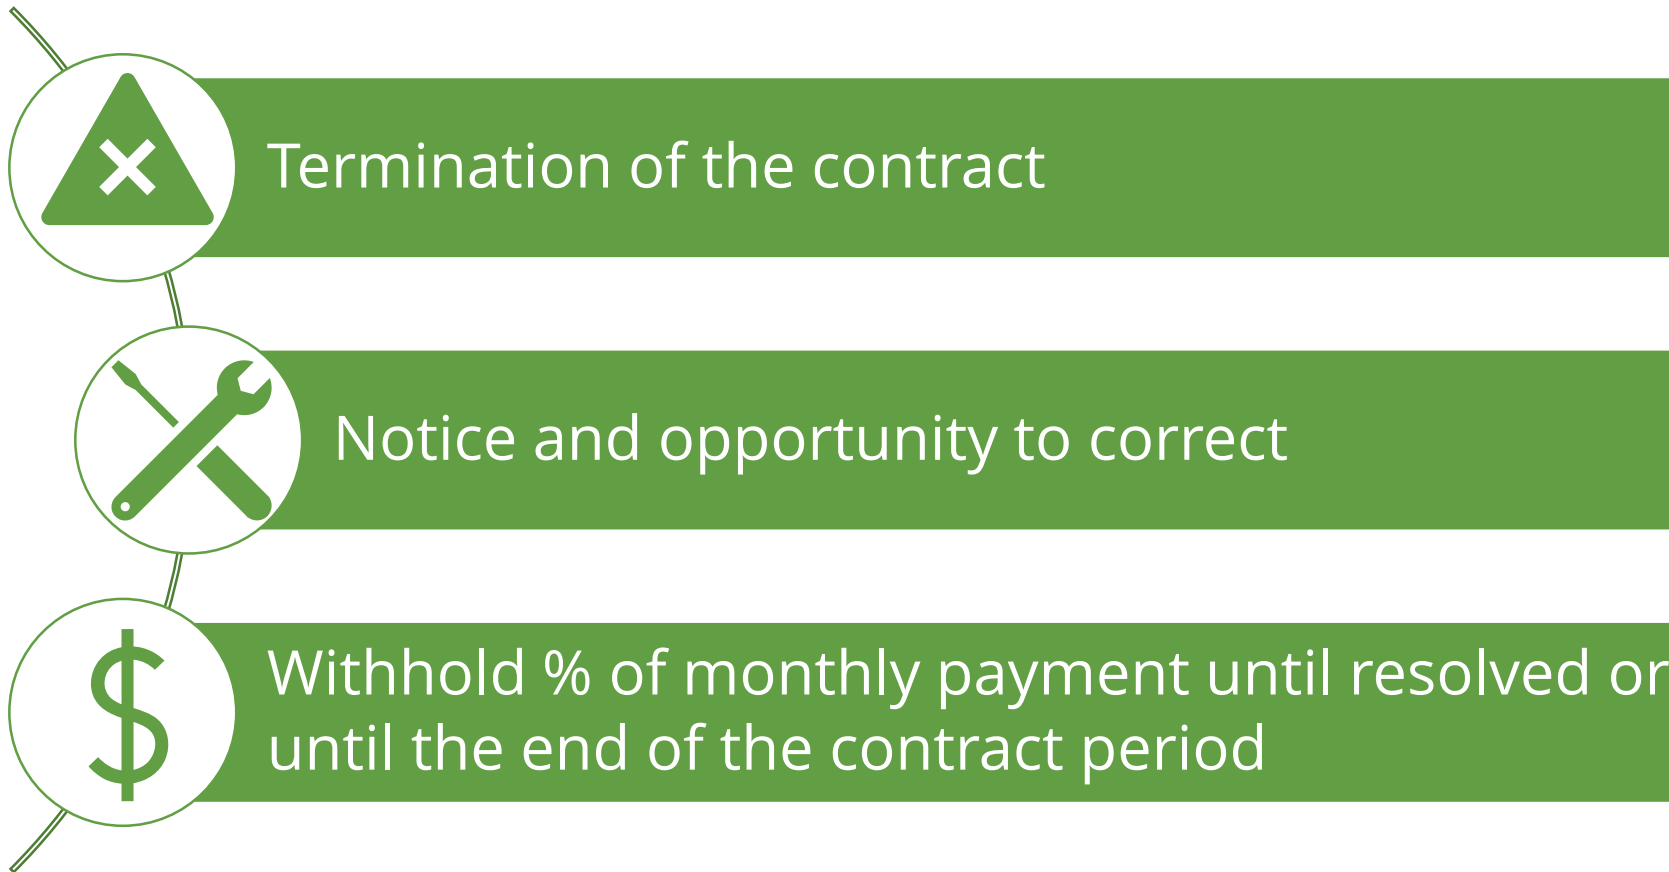 Termination of the contract
Notice and opportunity to correct
Withhold % of monthly payment until resolved or
until the end of the contract period